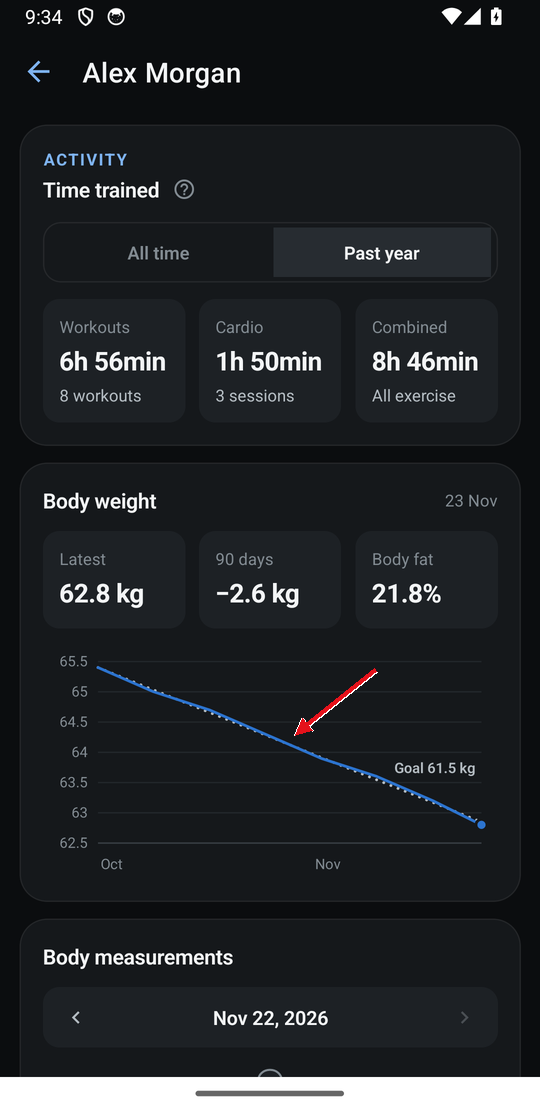 9:34
Alex Morgan
ACTIVITY
Time trained
All time Past year
Workouts Cardio Combined
6h 56min 1h 50min 8h 46min
8 workouts 3 sessions All exercise
Body weight 23 Nov
Latest 90 days Body fat
62.8 kg −2.6 kg 21.8%
65.5
65
64.5
64
Goal 61.5 kg
63.5
63
62.5
Oct Nov
Body measurements
Nov 22, 2026